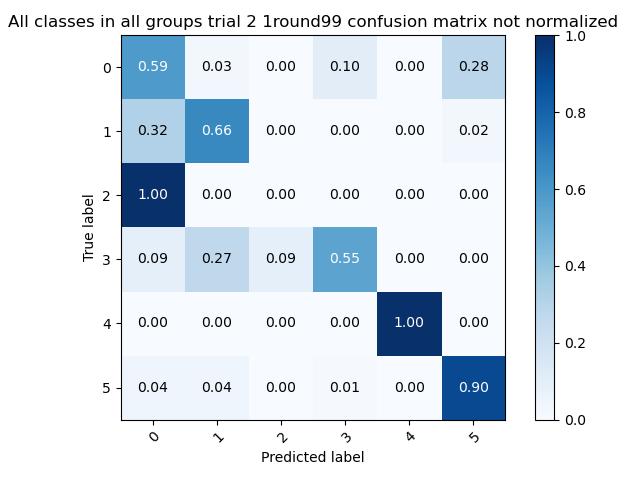 All classes in all groups trial 2 1round99 confusion matrix not normalized
0 0.59 0.03 0.00 0.10 0.00 0.28
1 0.32 0.66 0.00 0.00 0.00 0.02
2 1.00 0.00 0.00 0.00 0.00 0.00
3 0.09 0.27 0.09 0.55 0.00 0.00
4 0.00 0.00 0.00 0.00 1.00 0.00
5 0.04 0.04 0.00 0.01 0.00 0.90
0 1 2 3 4 5
True label
Predicted label
1.0
0.8
0.6
0.4
0.2
0.0